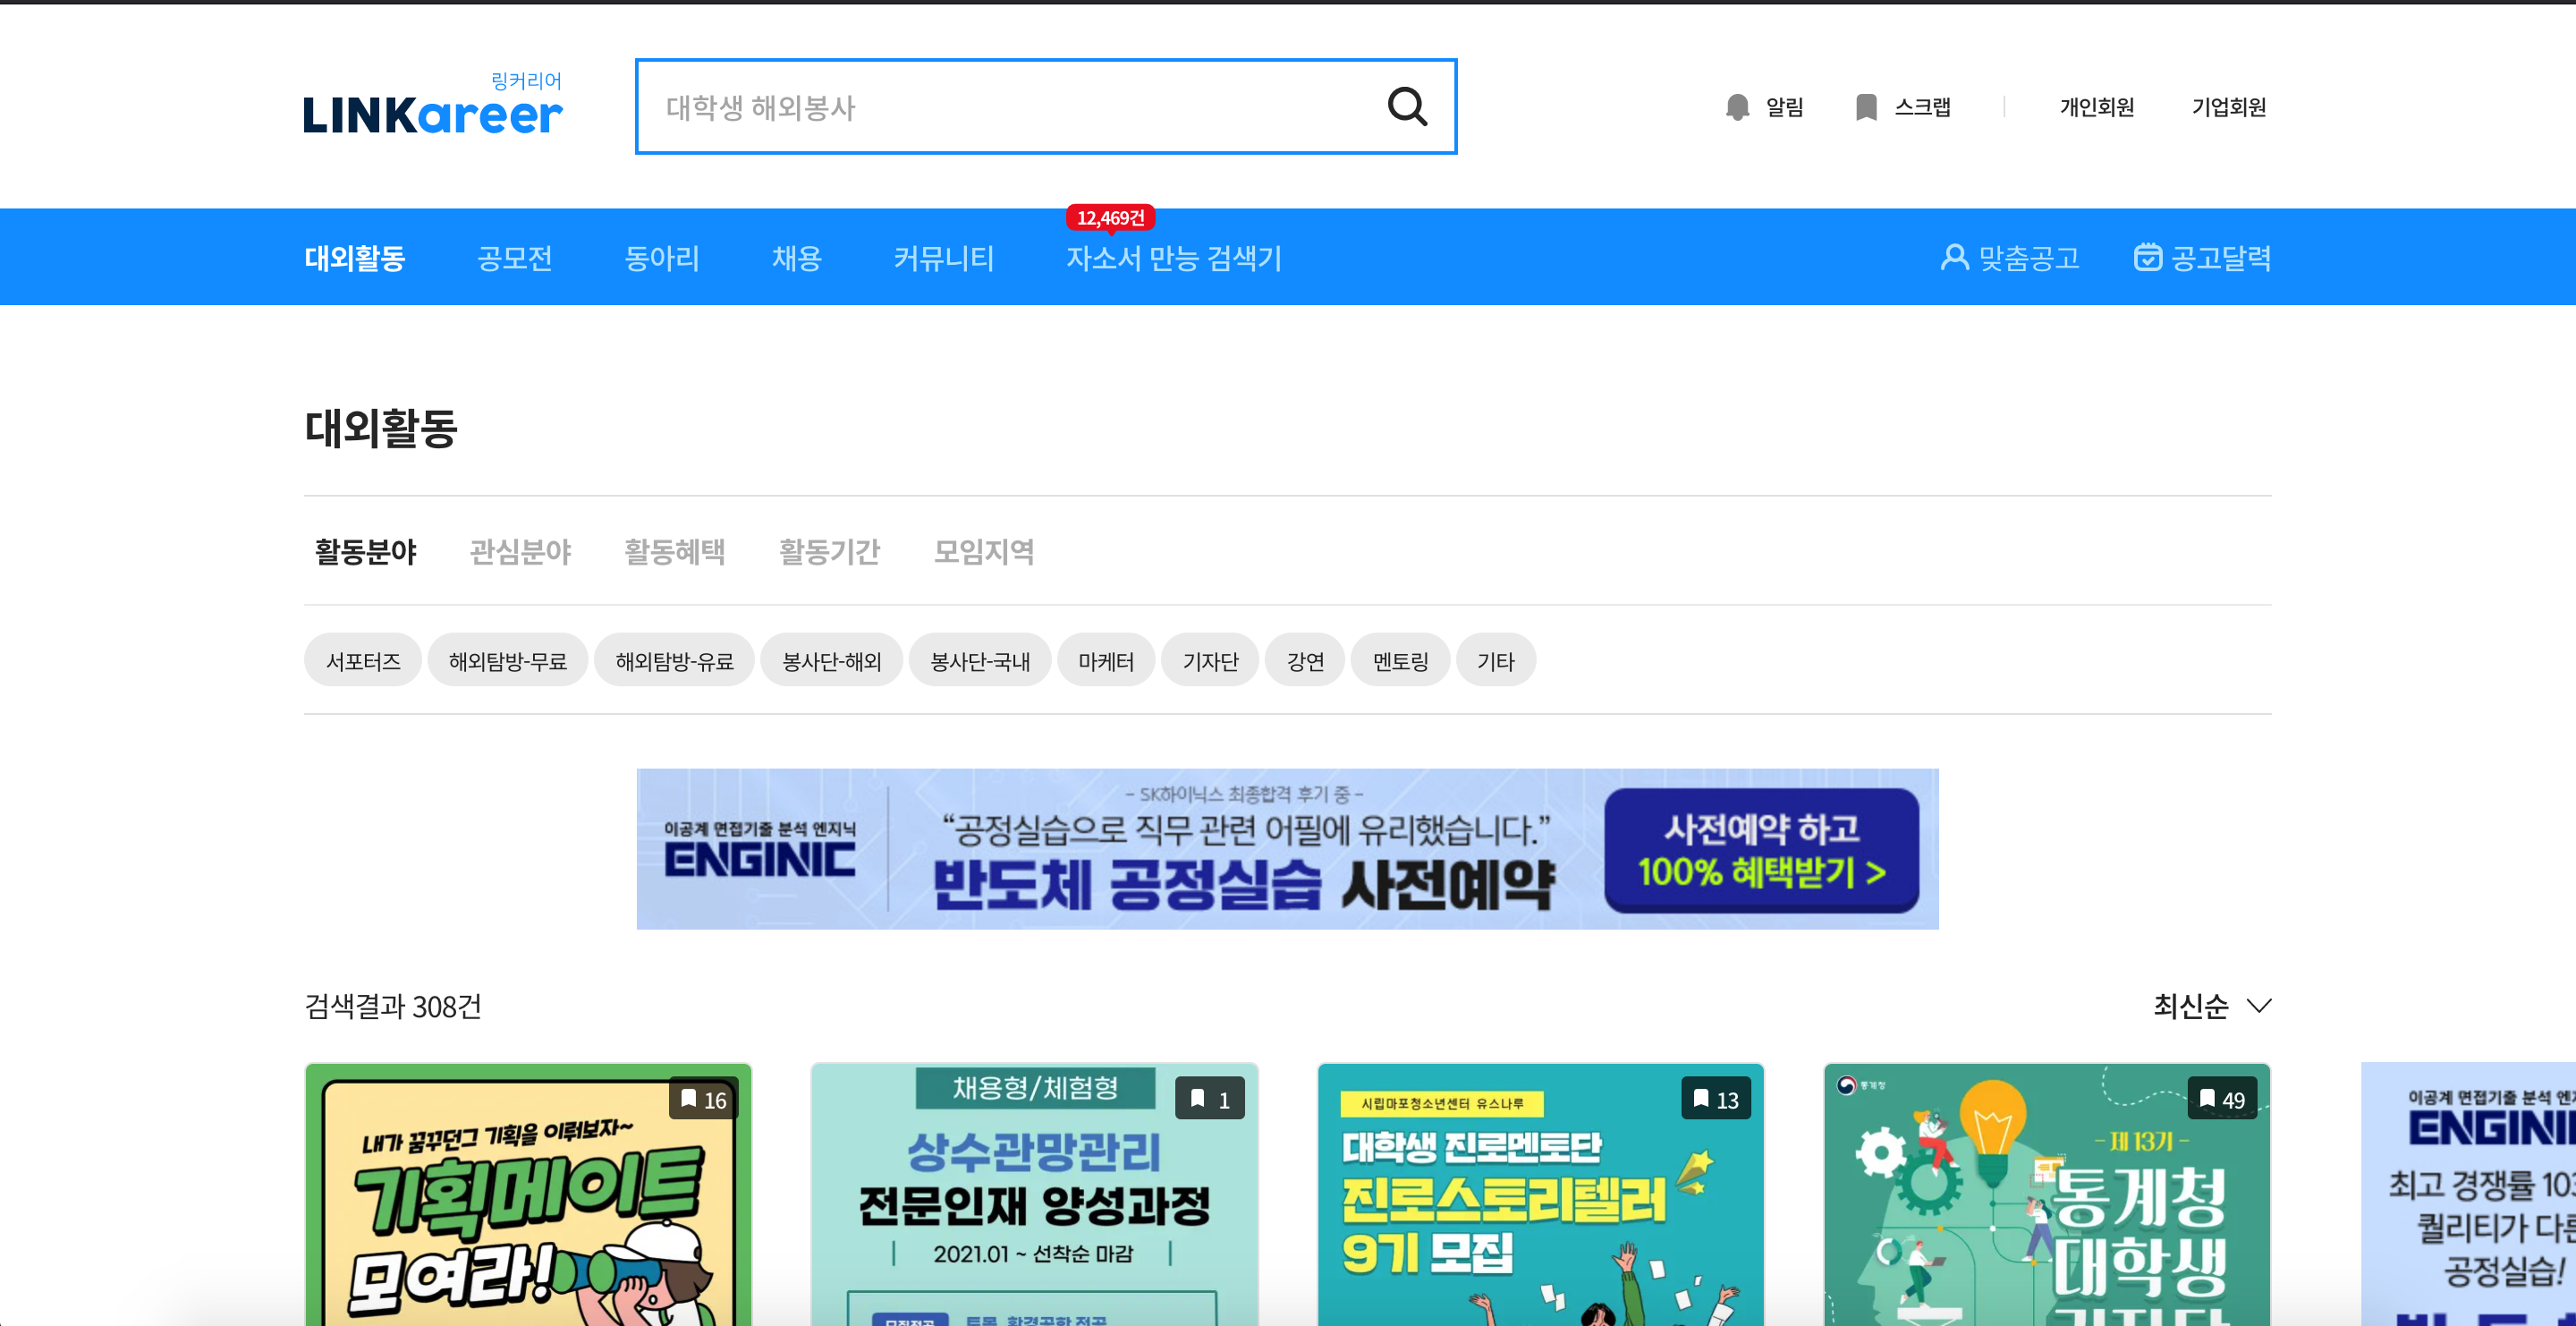 링커리어
LINKareer
대학생 해외봉사
알림
스크랩
개인회원
기업회원
12,469건
대외활동
공모전
동아리
채용
커뮤니티
자소서 만능 검색기
맞춤공고
공고달력
대외활동
활동분야
관심분야
활동혜택
활동기간
모임지역
서포터즈
해외탐방-무료
해외탐방-유료
봉사단-해외
봉사단-국내
마케터
기자단
강연
멘토링
기타
이공계 면접기출 분석 엔지닉
ENGINIC
- SK하이닉스 최종합격 후기 중 -
“공정실습으로 직무 관련 어필에 유리했습니다.”
반도체 공정실습 사전예약
사전예약 하고
100% 혜택받기 >
검색결과 308건
최신순
16
내가 꿈꾸던그 기획을 이뤄보자~
기획메이트
모여라!
1
채용형/체험형
상수관망관리
전문인재 양성과정
2021.01 ~ 선착순 마감
13
시립마포청소년센터 유스나루
대학생 진로멘토단
진로스토리텔러
9기 모집
49
통계청
- 제 13기 -
통계청
대학생
이공계 면접기출 분석 엔지
ENGINI
최고 경쟁률 103
퀄리티가 다른
공정실습!